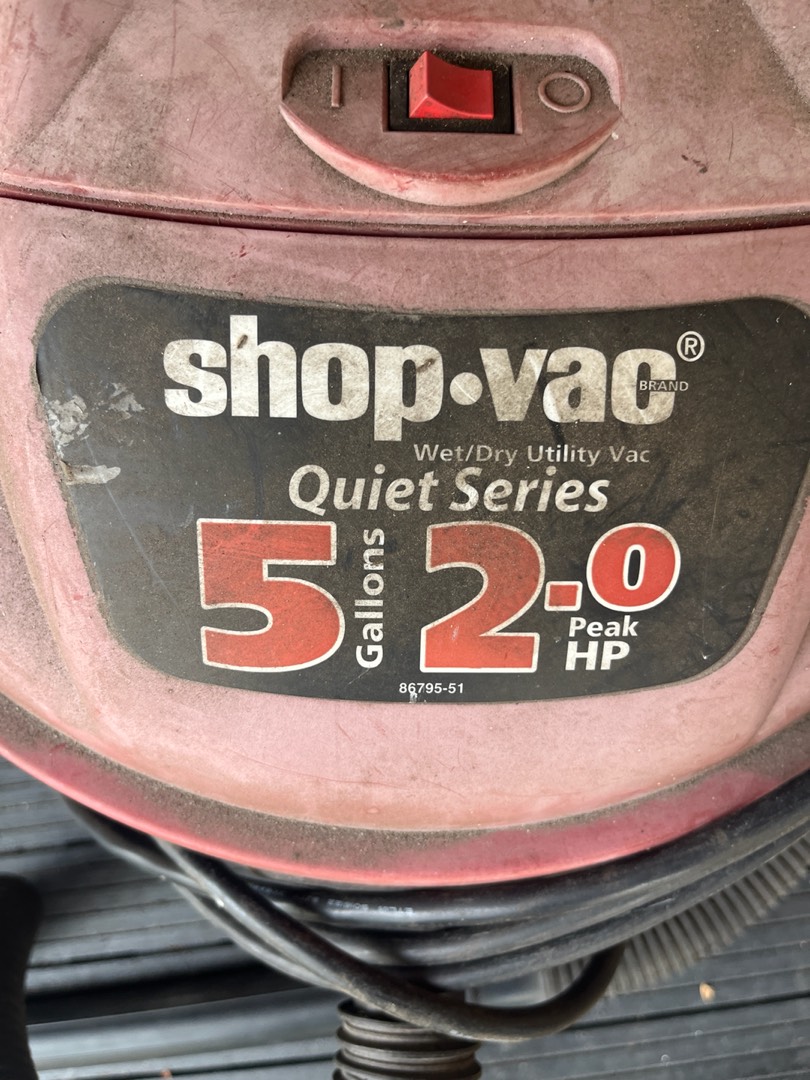 I O
shop•vac®
BRAND
Wet/Dry Utility Vac
Quiet Series
5 Gallons 2.0 Peak HP
86795-51